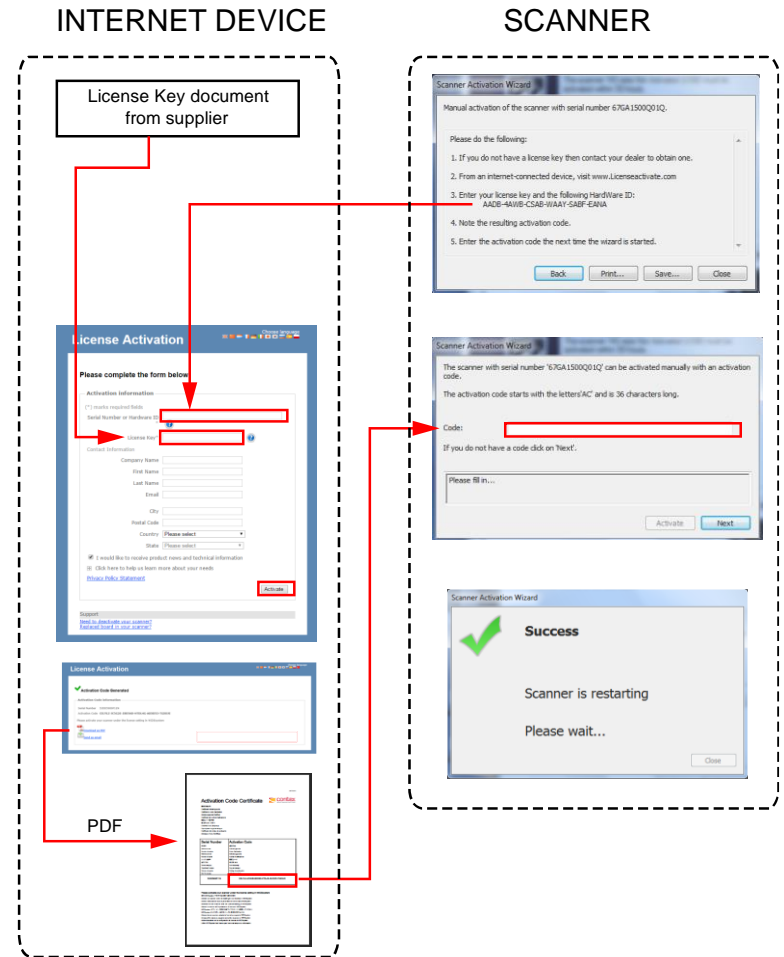 INTERNET DEVICE
License Key document
from supplier
License Activation
Choose language
Please complete the form below
Activation Information
(*) marks required fields
Serial Number or Hardware ID
License Key*
Contact Information
Company Name
First Name
Last Name
Email
City
Postal Code
Country Please select
State Please select
I would like to receive product news and technical information
Click here to help us learn more about your needs
Privacy Policy Statement
Activate
Support
Need to deactivate your scanner?
Replaced board in your scanner?
License Activation
Activation Code Generated
Activation Code Information
Serial Number
Activation Code
PDF
Activation Code Certificate contex
Serial Number Activation Code
SCANNER
Scanner Activation Wizard
Manual activation of the scanner with serial number 67GA1500Q01Q.
Please do the following:
1. If you do not have a license key then contact your dealer to obtain one.
2. From an internet-connected device, visit www.Licenseactivate.com
3. Enter your license key and the following HardWare ID:
AADB-4AWB-CSAB-WAAY-SABF-EANA
4. Note the resulting activation code.
5. Enter the activation code the next time the wizard is started.
Back Print... Save... Close
Scanner Activation Wizard
The scanner with serial number '67GA1500Q01Q' can be activated manually with an activation
code.
The activation code starts with the letters'AC' and is 36 characters long.
Code:
If you do not have a code click on 'Next'.
Please fill in...
Activate Next
Scanner Activation Wizard
Success
Scanner is restarting
Please wait...
Close